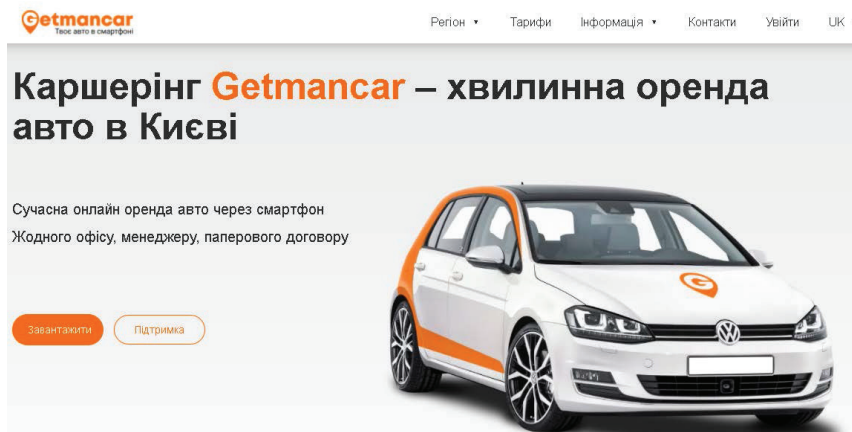 Getmancar
Твоє авто в смартфоні
Регіон ▾ Тарифи Інформація ▾ Контакти Увійти UK
Каршерінг Getmancar – хвилинна оренда
авто в Києві
Сучасна онлайн оренда авто через смартфон
Жодного офісу, менеджеру, паперового договору
Завантажити Підтримка